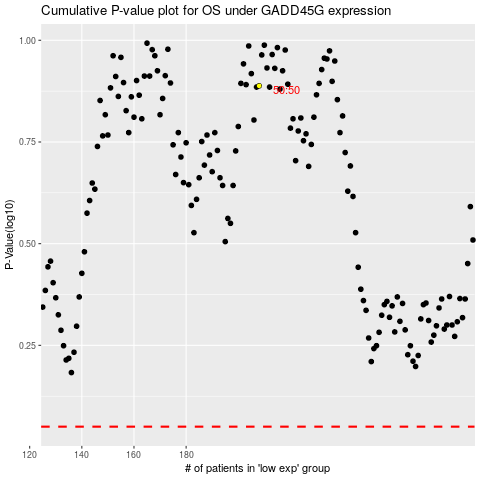 Cumulative P-value plot for OS under GADD45G expression
P-Value(log10)
1.00
0.75
0.50
0.25
50:50
120 140 160 180
# of patients in 'low exp' group